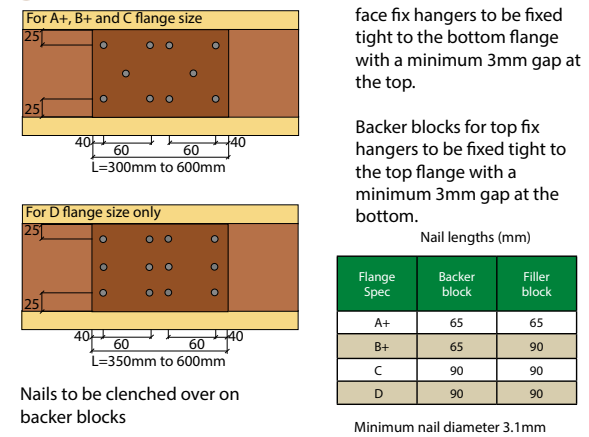 For A+, B+ and C flange size
25
25
40
60
60
40
L=300mm to 600mm
For D flange size only
25
25
40
60
60
40
L=350mm to 600mm
Nails to be clenched over on
backer blocks
face fix hangers to be fixed
tight to the bottom flange
with a minimum 3mm gap at
the top.
Backer blocks for top fix
hangers to be fixed tight to
the top flange with a
minimum 3mm gap at the
bottom.
Nail lengths (mm)
Flange Backer Filler
Spec block block
A+ 65 65
B+ 65 90
C 90 90
D 90 90
Minimum nail diameter 3.1mm